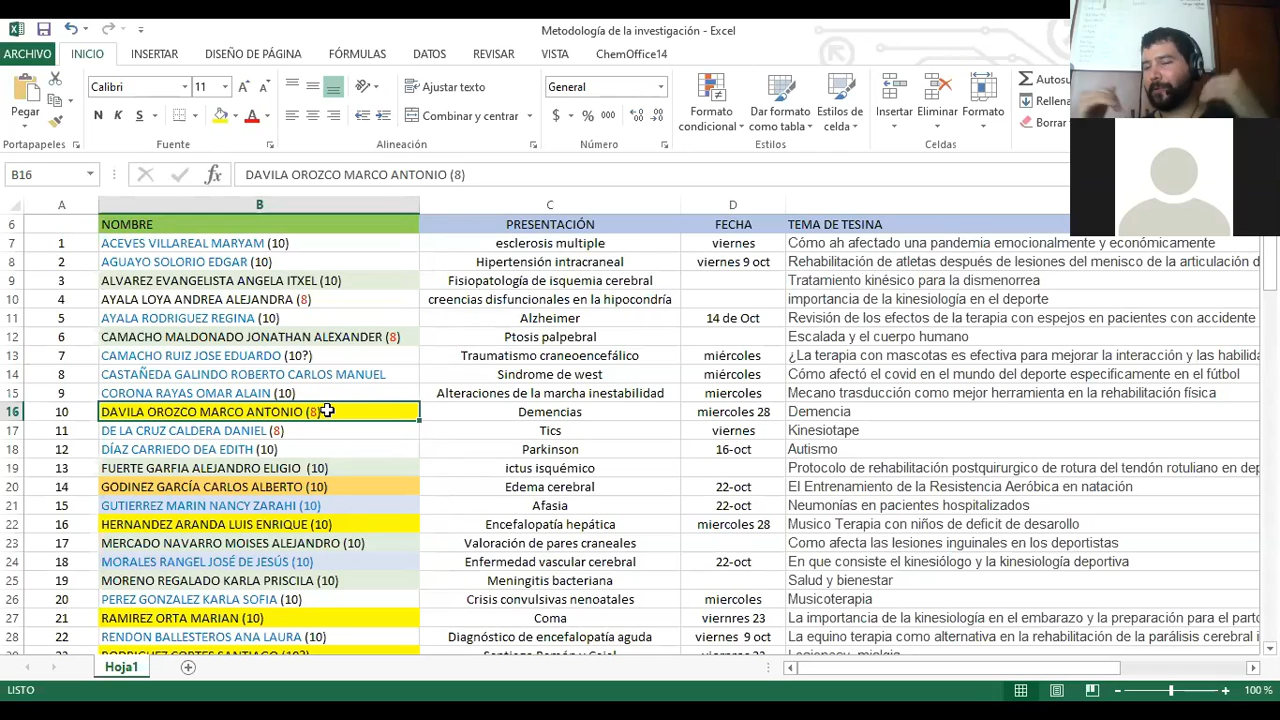 Metodología de la investigación - Excel
ARCHIVO INICIO INSERTAR DISEÑO DE PÁGINA FÓRMULAS DATOS REVISAR VISTA ChemOffice14
Calibri 11 Ajustar texto General Autosu
Rellena
Pegar N K S A Combinar y centrar $ % 000 Formato condicional Dar formato como tabla Estilos de celda Insertar Eliminar Formato Borrar
Portapapeles Fuente Alineación Número Estilos Celdas
B16 fx DAVILA OROZCO MARCO ANTONIO (8)
A B C D
6 NOMBRE PRESENTACIÓN FECHA TEMA DE TESINA
7 1 ACEVES VILLAREAL MARYAM (10) esclerosis multiple viernes Cómo ah afectado una pandemia emocionalmente y económicamente
8 2 AGUAYO SOLORIO EDGAR (10) Hipertensión intracraneal viernes 9 oct Rehabilitación de atletas después de lesiones del menisco de la articulación d
9 3 ALVAREZ EVANGELISTA ANGELA ITXEL (10) Fisiopatología de isquemia cerebral Tratamiento kinésico para la dismenorrea
10 4 AYALA LOYA ANDREA ALEJANDRA (8) creencias disfuncionales en la hipocondría importancia de la kinesiología en el deporte
11 5 AYALA RODRIGUEZ REGINA (10) Alzheimer 14 de Oct Revisión de los efectos de la terapia con espejos en pacientes con accidente
12 6 CAMACHO MALDONADO JONATHAN ALEXANDER (8) Ptosis palpebral Escalada y el cuerpo humano
13 7 CAMACHO RUIZ JOSE EDUARDO (10?) Traumatismo craneoencefálico miércoles ¿La terapia con mascotas es efectiva para mejorar la interacción y las habilida
14 8 CASTAÑEDA GALINDO ROBERTO CARLOS MANUEL Sindrome de west miércoles Cómo afectó el covid en el mundo del deporte especificamente en el fútbol
15 9 CORONA RAYAS OMAR ALAIN (10) Alteraciones de la marcha inestabilidad miércoles Mecano trasducción como mejor herramienta en la rehabilitación física
16 10 DAVILA OROZCO MARCO ANTONIO (8) Demencias miercoles 28 Demencia
17 11 DE LA CRUZ CALDERA DANIEL (8) Tics viernes Kinesiotape
18 12 DÍAZ CARRIEDO DEA EDITH (10) Parkinson 16-oct Autismo
19 13 FUERTE GARFIA ALEJANDRO ELIGIO (10) ictus isquémico Protocolo de rehabilitación postquirurgico de rotura del tendón rotuliano en dep
20 14 GODINEZ GARCÍA CARLOS ALBERTO (10) Edema cerebral 22-oct El Entrenamiento de la Resistencia Aeróbica en natación
21 15 GUTIERREZ MARIN NANCY ZARAHI (10) Afasia 22-oct Neumonías en pacientes hospitalizados
22 16 HERNANDEZ ARANDA LUIS ENRIQUE (10) Encefalopatía hepática miercoles 28 Musico Terapia con niños de deficit de desarollo
23 17 MERCADO NAVARRO MOISES ALEJANDRO (10) Valoración de pares craneales Como afecta las lesiones inguinales en los deportistas
24 18 MORALES RANGEL JOSÉ DE JESÚS (10) Enfermedad vascular cerebral 22-oct En que consiste el kinesiólogo y la kinesiología deportiva
25 19 MORENO REGALADO KARLA PRISCILA (10) Meningitis bacteriana Salud y bienestar
26 20 PEREZ GONZALEZ KARLA SOFIA (10) Crisis convulsivas nenoatales miercoles Musicoterapia
27 21 RAMIREZ ORTA MARIAN (10) Coma viernres 23 La importancia de la kinesiología en el embarazo y la preparación para el parto
28 22 RENDON BALLESTEROS ANA LAURA (10) Diagnóstico de encefalopatía aguda viernes 9 oct La equino terapia como alternativa en la rehabilitación de la parálisis cerebral i
Hoja1
LISTO 100 %